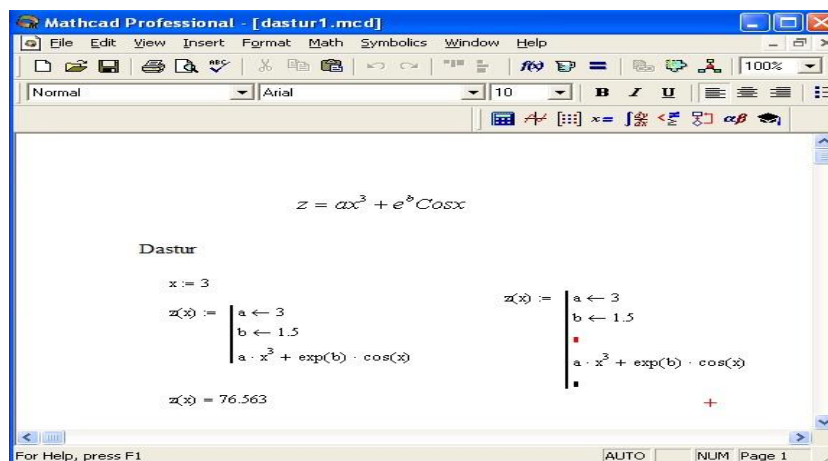 Mathcad Professional - [dastur1.mcd]
File Edit View Insert Format Math Symbolics Window Help
100%
Normal Arial 10 B I U
z = ax³ + eᵇCosx
Dastur
x := 3
z(x) := a ← 3
b ← 1.5
a · x³ + exp(b) · cos(x)
z(x) = 76.563
z(x) := a ← 3
b ← 1.5
a · x³ + exp(b) · cos(x)
For Help, press F1 AUTO NUM Page 1